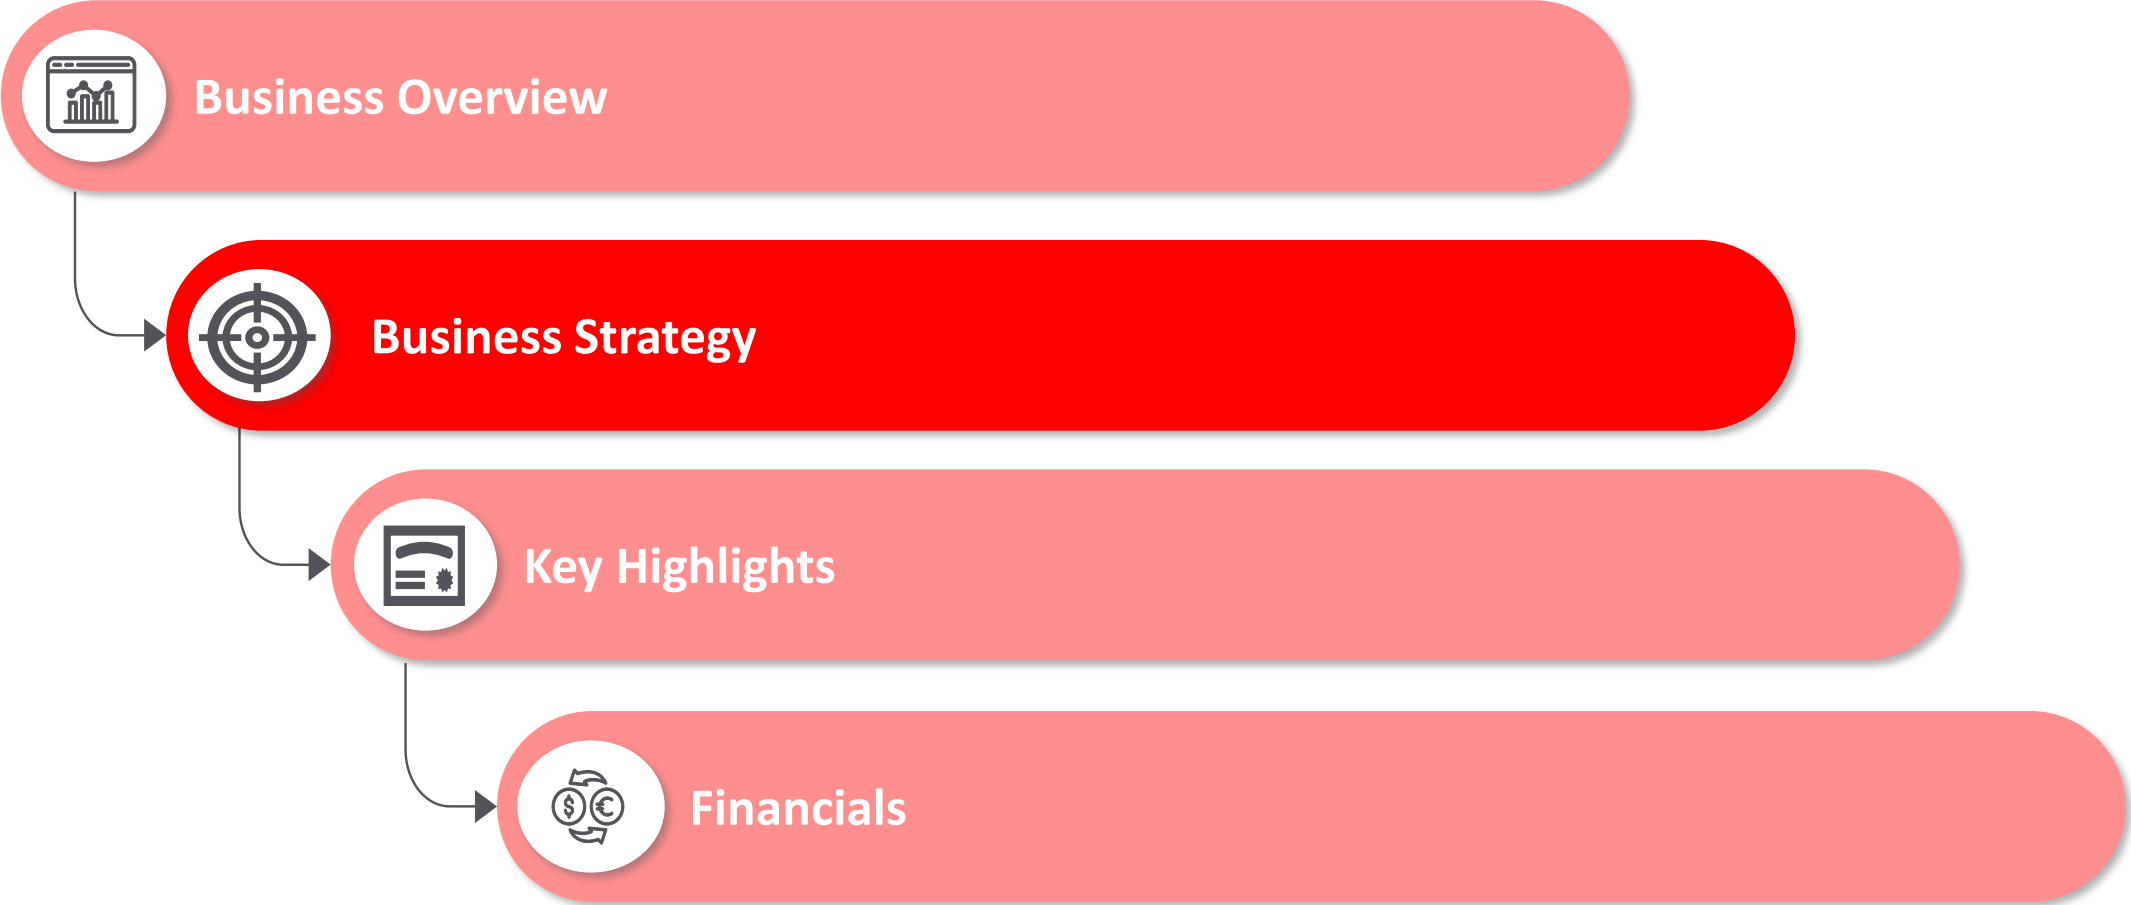 Business Overview
Business Strategy
Key Highlights
Financials